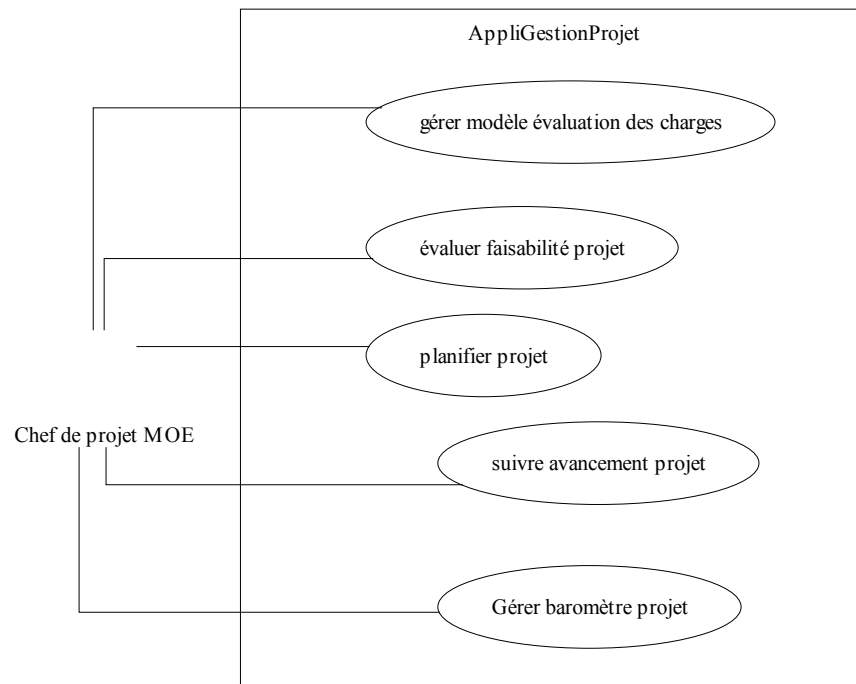 AppliGestionProjet
gérer modèle évaluation des charges
évaluer faisabilité projet
planifier projet
Chef de projet MOE
suivre avancement projet
Gérer baromètre projet